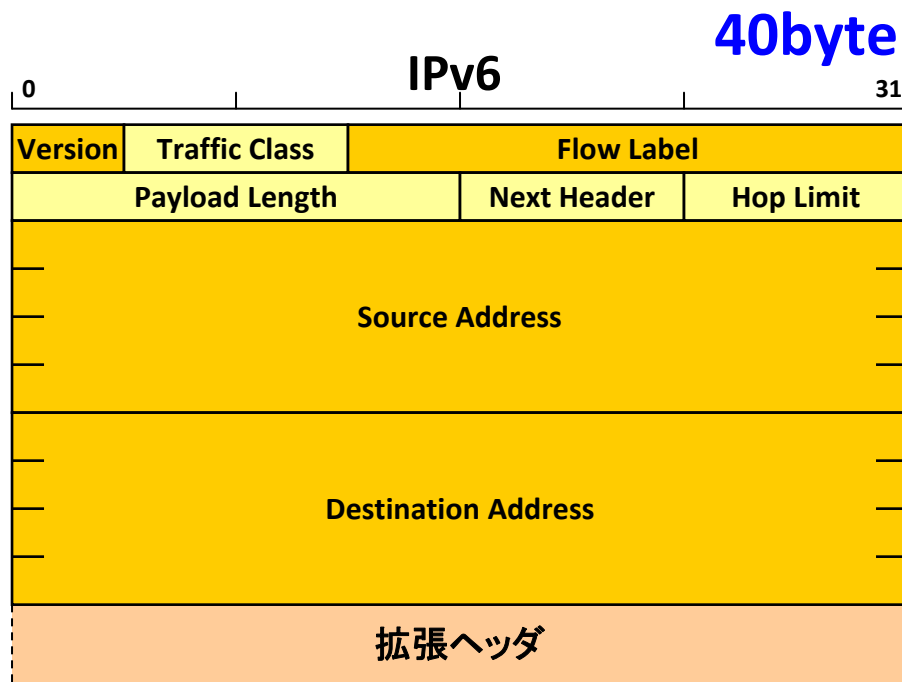 40byte
IPv6
0 31
Version Traffic Class Flow Label
Payload Length Next Header Hop Limit
Source Address
Destination Address
拡張ヘッダ